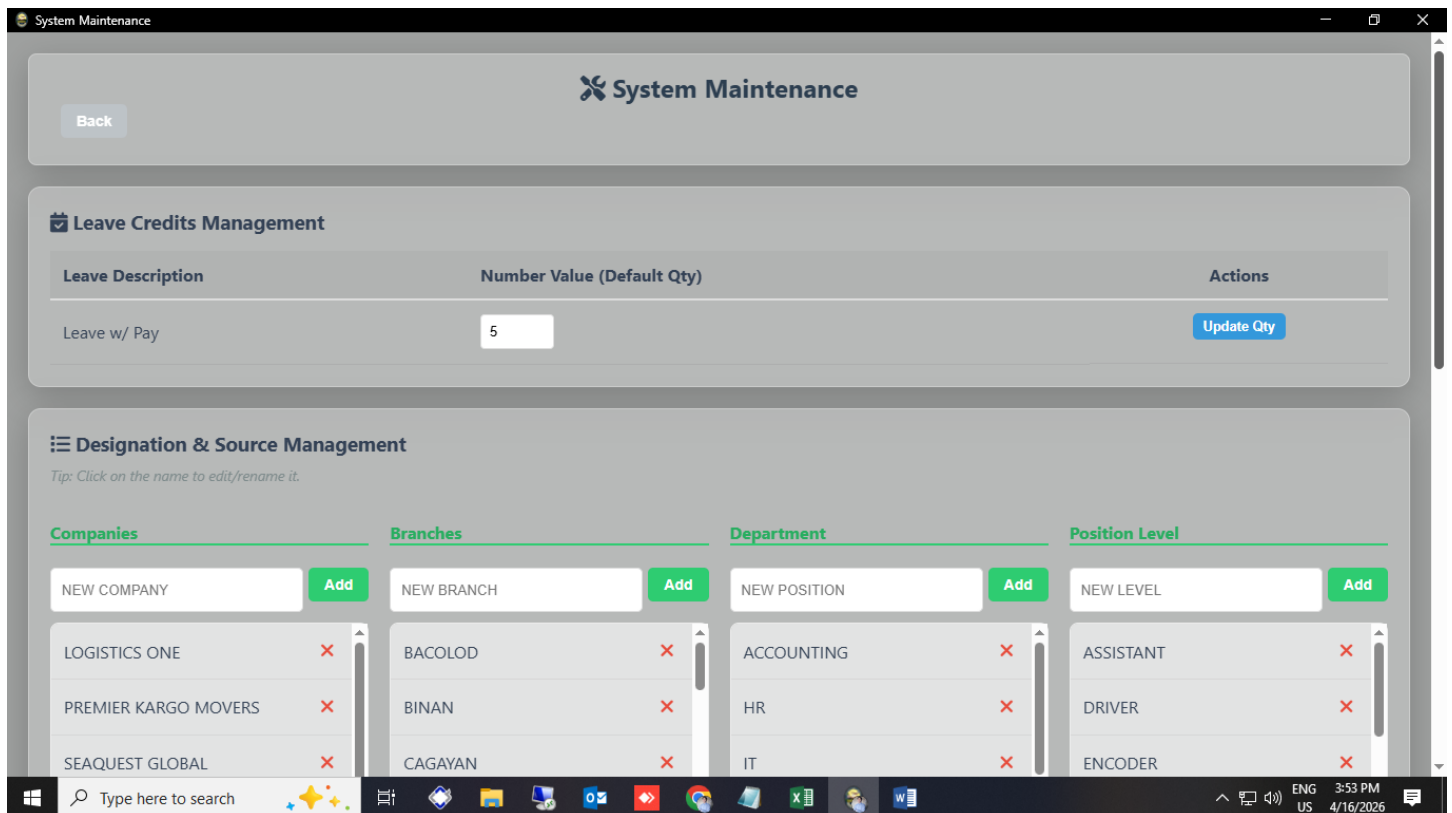 System Maintenance
System Maintenance
Back
Leave Credits Management
Leave Description Number Value (Default Qty) Actions
Leave w/ Pay 5 Update Qty
Designation & Source Management
Tip: Click on the name to edit/rename it.
Companies Branches Department Position Level
NEW COMPANY Add NEW BRANCH Add NEW POSITION Add NEW LEVEL Add
LOGISTICS ONE BACOLOD ACCOUNTING ASSISTANT
PREMIER KARGO MOVERS BINAN HR DRIVER
SEAQUEST GLOBAL CAGAYAN IT ENCODER
Type here to search ENG 3:53 PM
US 4/16/2026